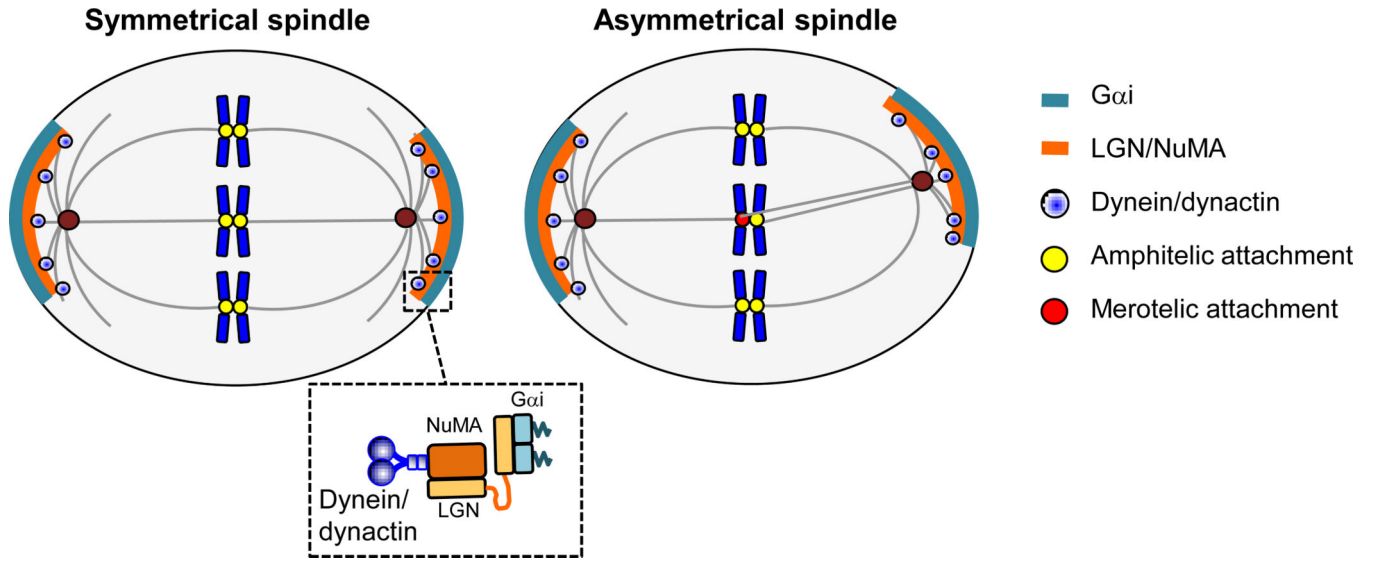 Symmetrical spindle
Asymmetrical spindle
Gαi
LGN/NuMA
Dynein/dynactin
Amphitelic attachment
Merotelic attachment
Gαi
NuMA
Dynein/
dynactin
LGN